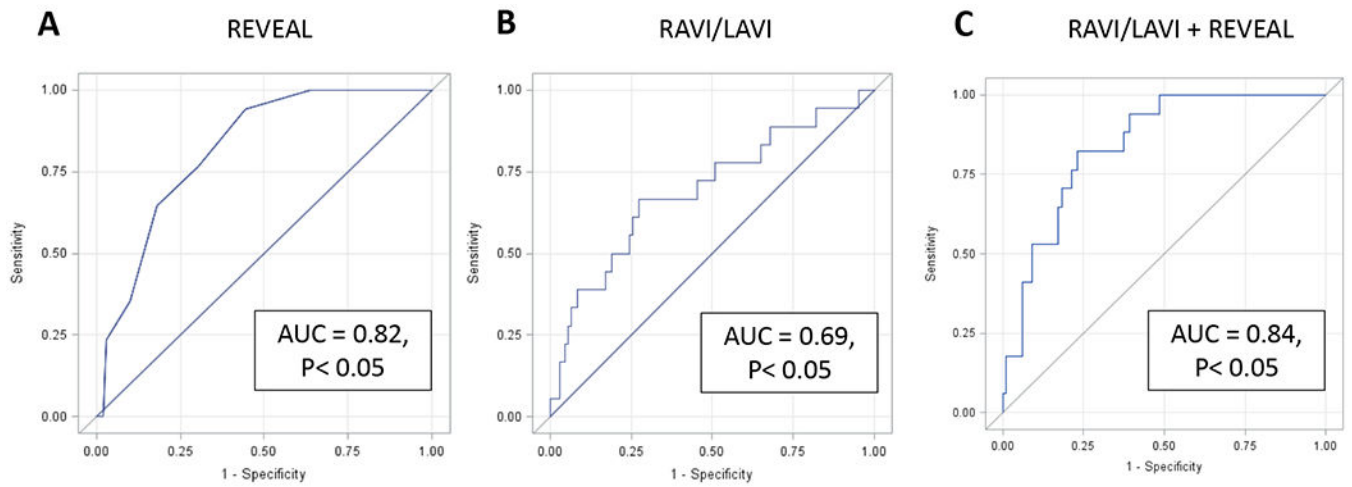 A
REVEAL
1.00
0.75
0.50
0.25
0.00
Sensitivity
AUC = 0.82,
P< 0.05
0.00 0.25 0.50 0.75 1.00
1 - Specificity
B
RAVI/LAVI
1.00
0.75
0.50
0.25
0.00
Sensitivity
AUC = 0.69,
P< 0.05
0.00 0.25 0.50 0.75 1.00
1 - Specificity
C
RAVI/LAVI + REVEAL
1.00
0.75
0.50
0.25
0.00
Sensitivity
AUC = 0.84,
P< 0.05
0.00 0.25 0.50 0.75 1.00
1 - Specificity